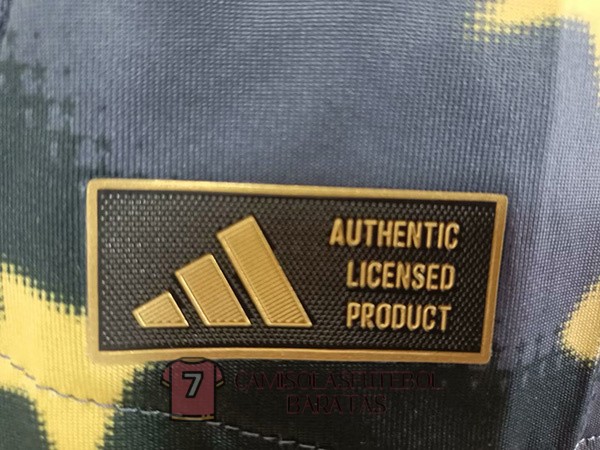 AUTHENTIC
LICENSED
PRODUCT
7 CAMISOLASFUTEBOL
BARATAS